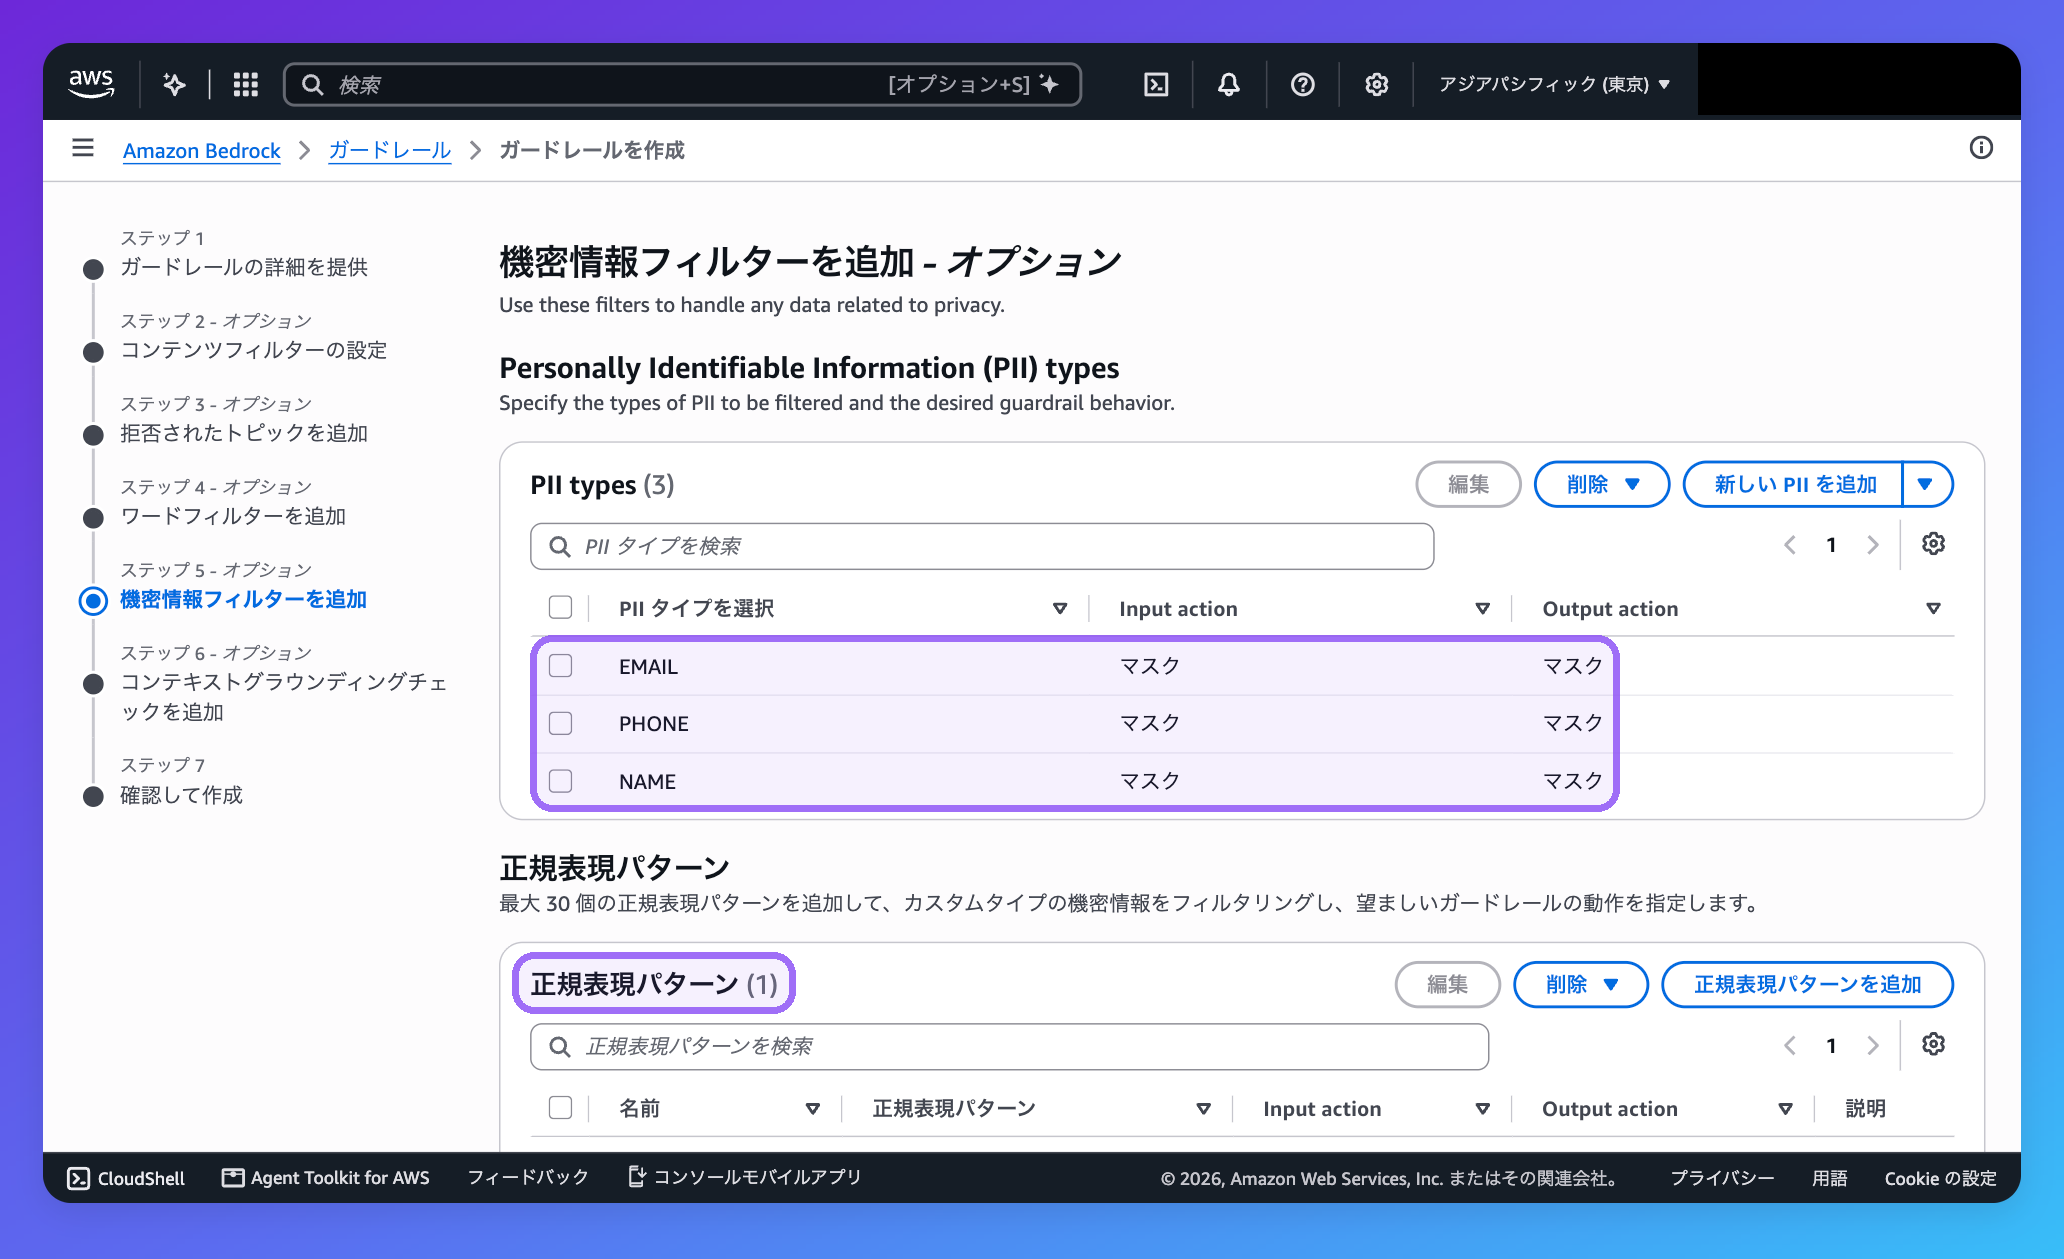 aws
検索
[オプション+S]
アジアパシフィック (東京) ▼
Amazon Bedrock > ガードレール > ガードレールを作成
ステップ 1
ガードレールの詳細を提供
ステップ 2 - オプション
コンテンツフィルターの設定
ステップ 3 - オプション
拒否されたトピックを追加
ステップ 4 - オプション
ワードフィルターを追加
ステップ 5 - オプション
機密情報フィルターを追加
ステップ 6 - オプション
コンテキストグラウンディングチェ
ックを追加
ステップ 7
確認して作成
機密情報フィルターを追加 - オプション
Use these filters to handle any data related to privacy.
Personally Identifiable Information (PII) types
Specify the types of PII to be filtered and the desired guardrail behavior.
PII types (3)
編集
削除 ▼
新しい PII を追加 ▼
PII タイプを検索
1
PII タイプを選択 Input action Output action
EMAIL マスク マスク
PHONE マスク マスク
NAME マスク マスク
正規表現パターン
最大 30 個の正規表現パターンを追加して、カスタムタイプの機密情報をフィルタリングし、望ましいガードレールの動作を指定します。
正規表現パターン (1)
編集
削除 ▼
正規表現パターンを追加
正規表現パターンを検索
1
名前 正規表現パターン Input action Output action 説明
CloudShell Agent Toolkit for AWS フィードバック コンソールモバイルアプリ
© 2026, Amazon Web Services, Inc. またはその関連会社。 プライバシー 用語 Cookie の設定